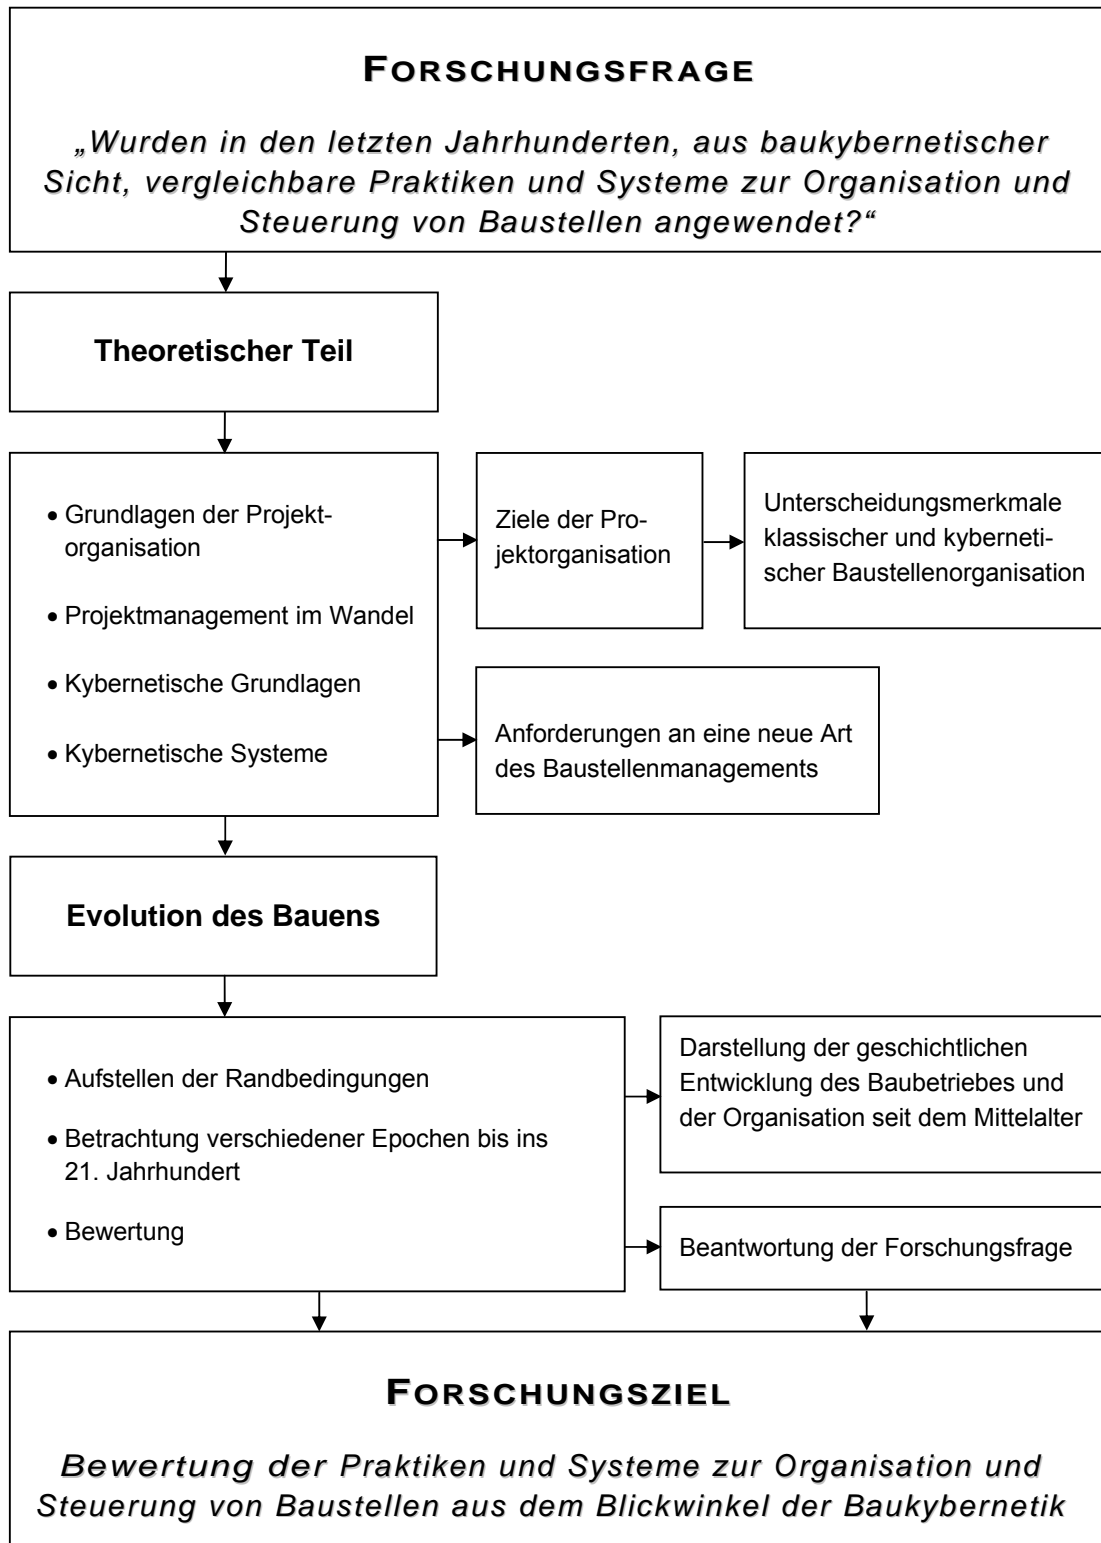 FORSCHUNGSFRAGE
„Wurden in den letzten Jahrhunderten, aus baukybernetischer
Sicht, vergleichbare Praktiken und Systeme zur Organisation und
Steuerung von Baustellen angewendet?“
Theoretischer Teil
• Grundlagen der Projekt-
organisation
• Projektmanagement im Wandel
• Kybernetische Grundlagen
• Kybernetische Systeme
Ziele der Pro-
jektorganisation
Unterscheidungsmerkmale
klassischer und kyberneti-
scher Baustellenorganisation
Anforderungen an eine neue Art
des Baustellenmanagements
Evolution des Bauens
• Aufstellen der Randbedingungen
• Betrachtung verschiedener Epochen bis ins
21. Jahrhundert
• Bewertung
Darstellung der geschichtlichen
Entwicklung des Baubetriebes und
der Organisation seit dem Mittelalter
Beantwortung der Forschungsfrage
FORSCHUNGSZIEL
Bewertung der Praktiken und Systeme zur Organisation und
Steuerung von Baustellen aus dem Blickwinkel der Baukybernetik